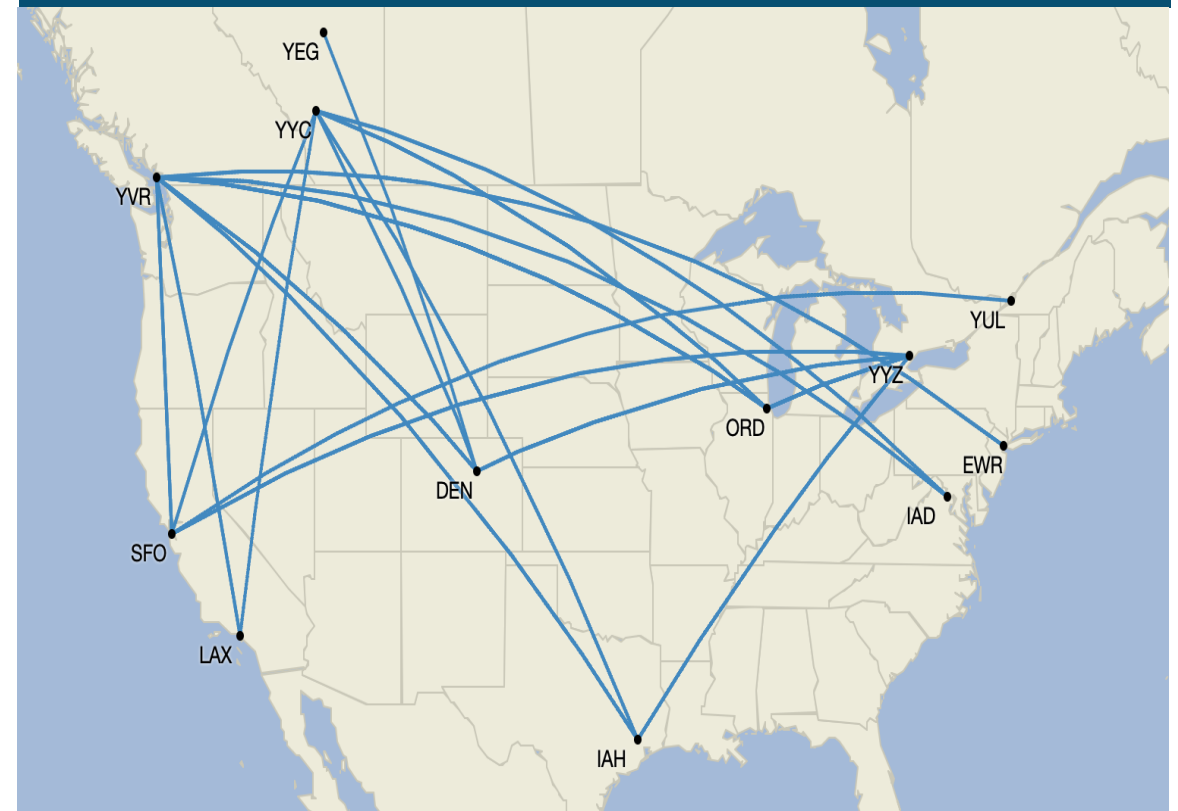 YEG
YYC
YVR
YUL
YYZ
ORD
EWR
DEN
IAD
SFO
LAX
IAH